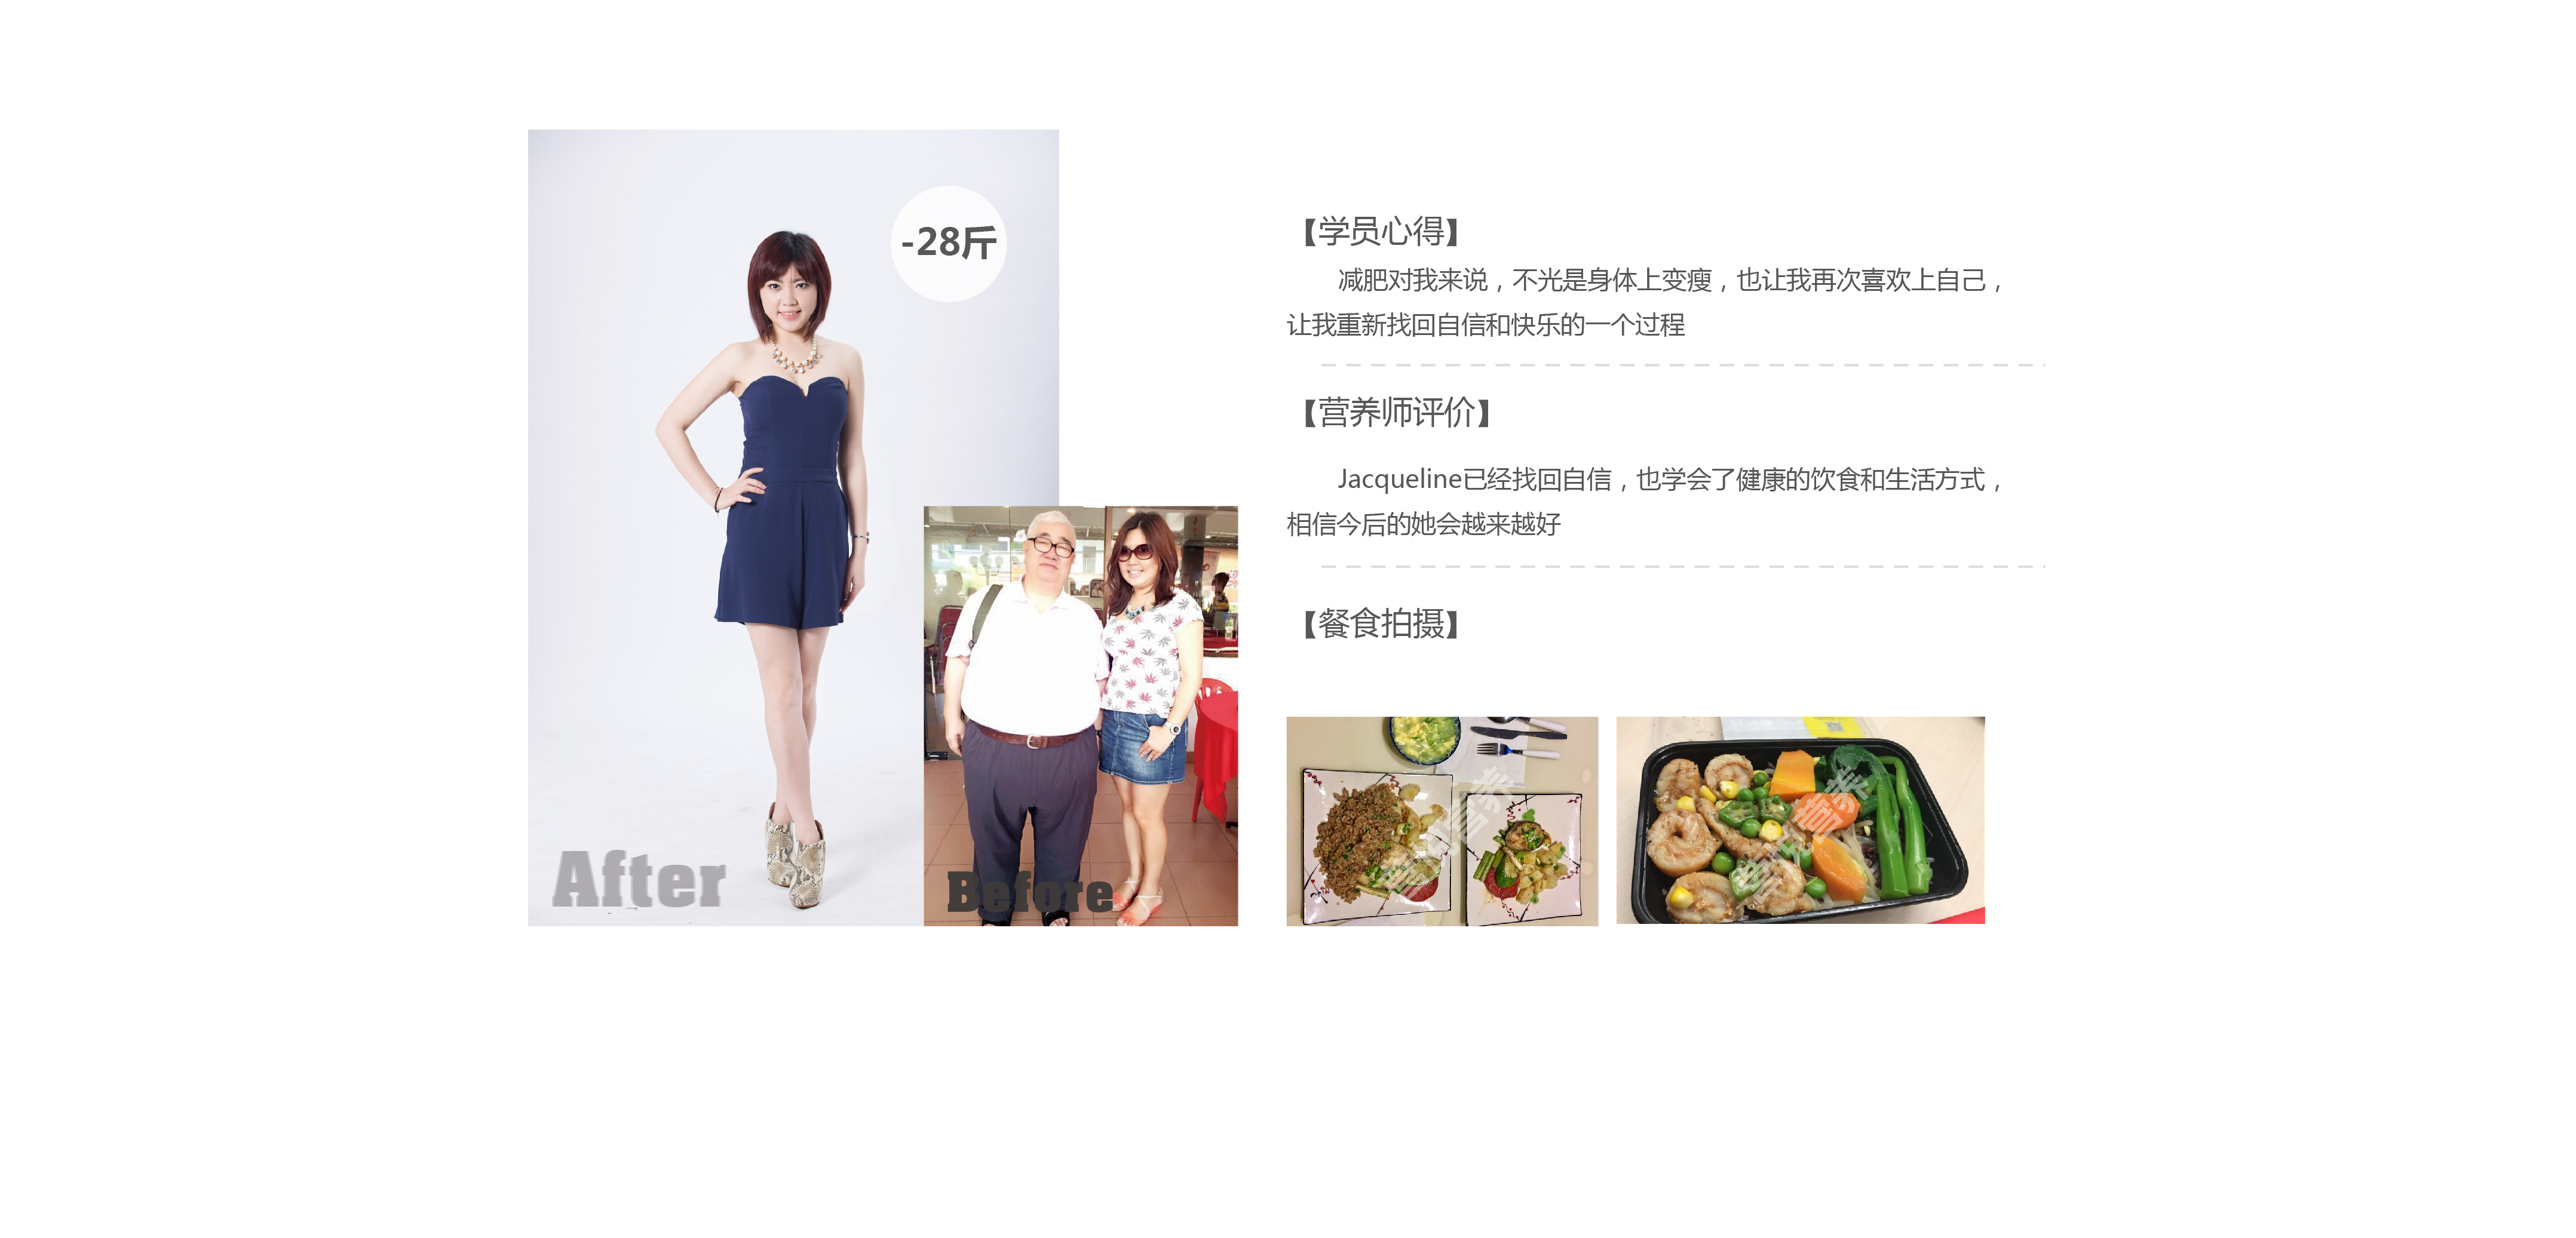 -28斤
After
Before
【学员心得】
减肥对我来说，不光是身体上变瘦，也让我再次喜欢上自己，
让我重新找回自信和快乐的一个过程
【营养师评价】
Jacqueline已经找回自信，也学会了健康的饮食和生活方式，
相信今后的她会越来越好
【餐食拍摄】
营养
营养